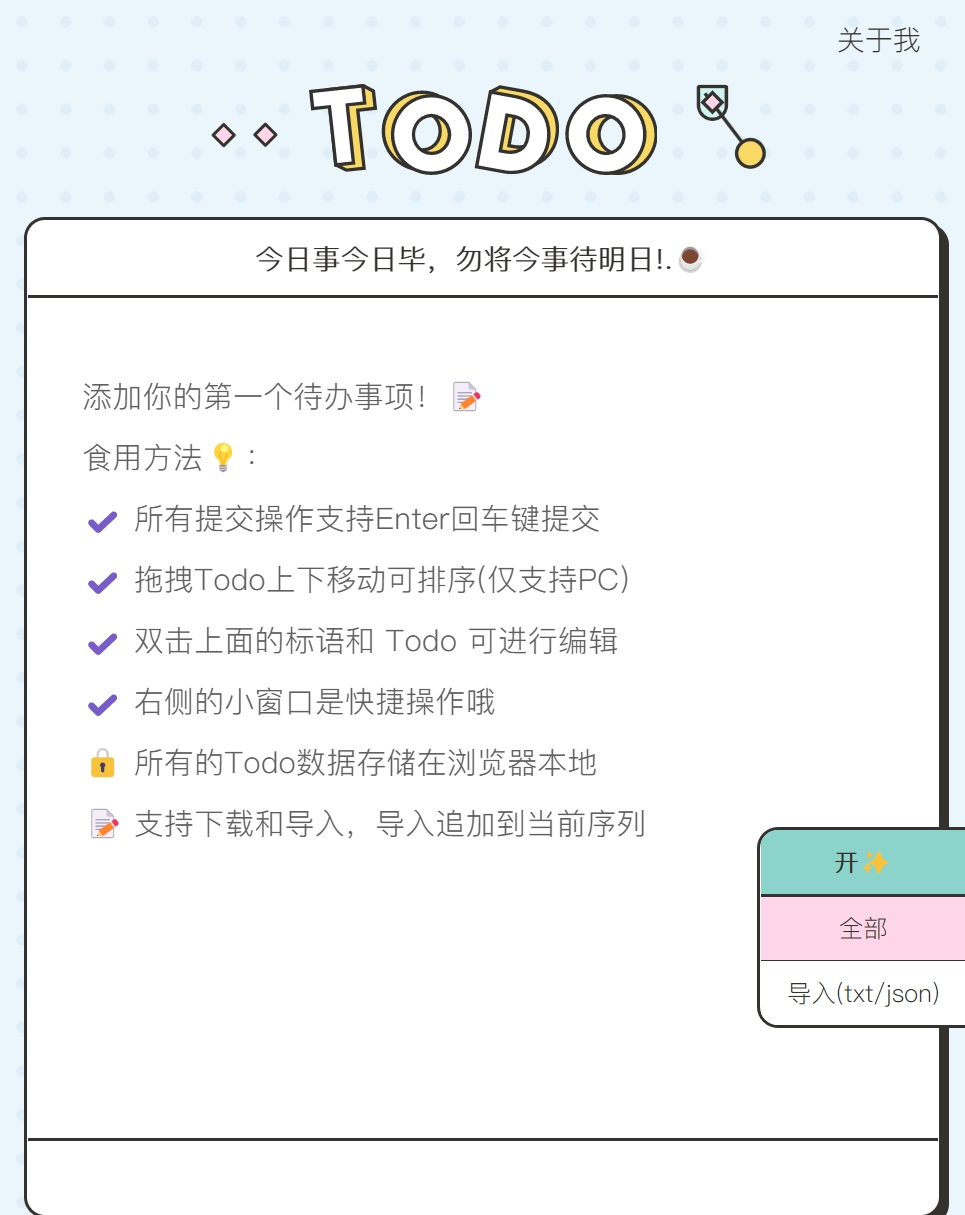 关于我
TODO
今日事今日毕，勿将今事待明日!.☕
添加你的第一个待办事项！📝
食用方法💡：
✔ 所有提交操作支持Enter回车键提交
✔ 拖拽Todo上下移动可排序(仅支持PC)
✔ 双击上面的标语和 Todo 可进行编辑
✔ 右侧的小窗口是快捷操作哦
🔒 所有的Todo数据存储在浏览器本地
📝 支持下载和导入，导入追加到当前序列
开✨
全部
导入(txt/json)